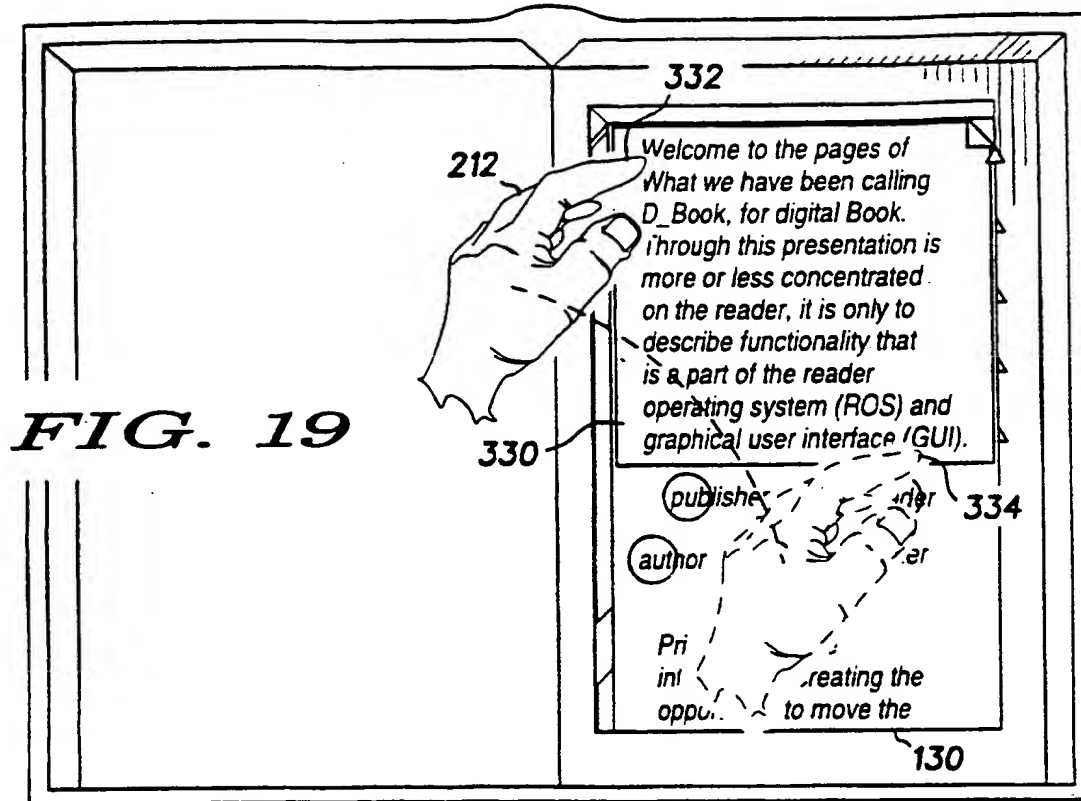 332
212
Welcome to the pages of
What we have been calling
D_Book, for digital Book.
Through this presentation is
more or less concentrated
on the reader, it is only to
describe functionality that
is a part of the reader
operating system (ROS) and
graphical user interface (GUI).
FIG. 19
330
publisher
334
author
to move the
130